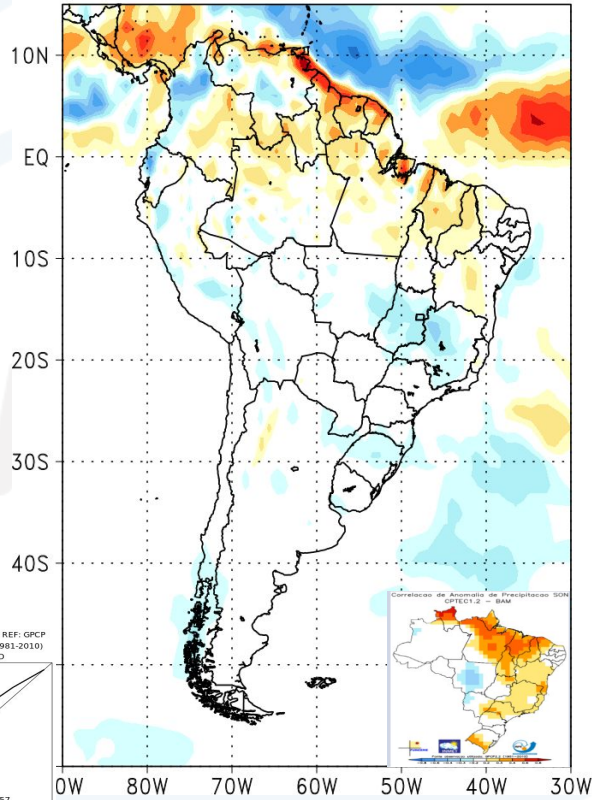 10N
EQ
10S
20S
30S
40S
REF: GPCP
981-2010)
Correlacao de Anomalia de Precipitacao SON
CPTEC1.2 - BAM
0W 80W 70W 60W 50W 40W 30W